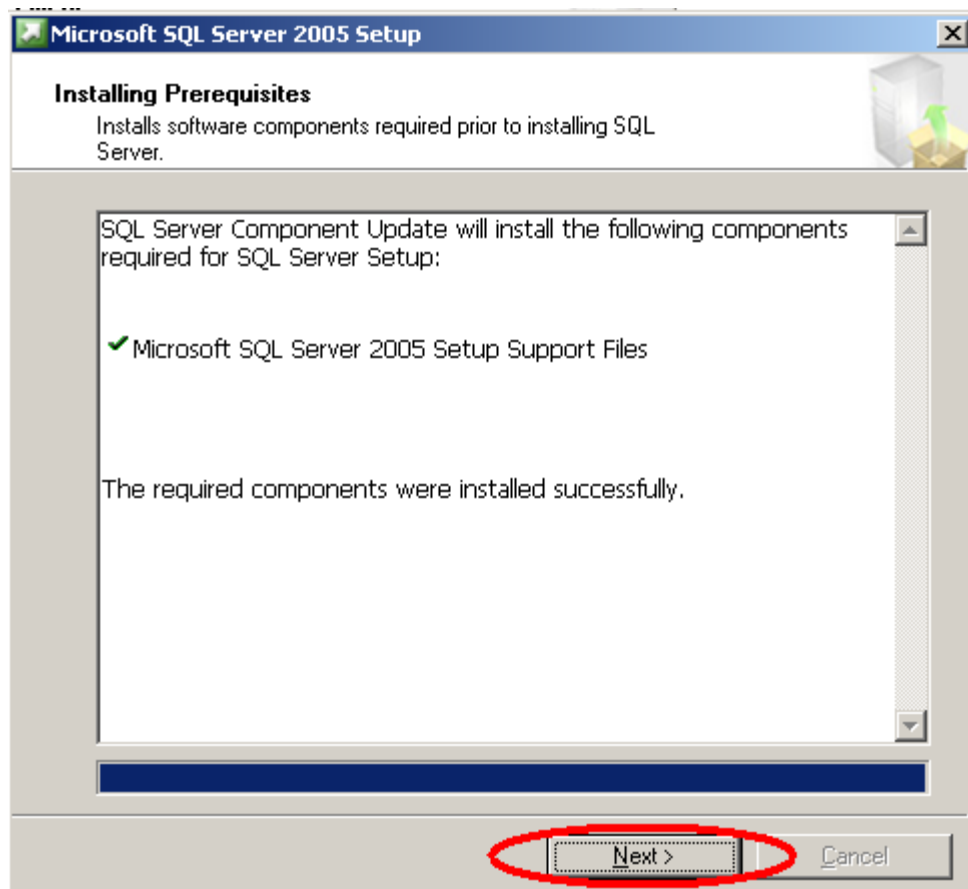 Microsoft SQL Server 2005 Setup
Installing Prerequisites
Installs software components required prior to installing SQL
Server.
SQL Server Component Update will install the following components
required for SQL Server Setup:
Microsoft SQL Server 2005 Setup Support Files
The required components were installed successfully.
Next >
Cancel